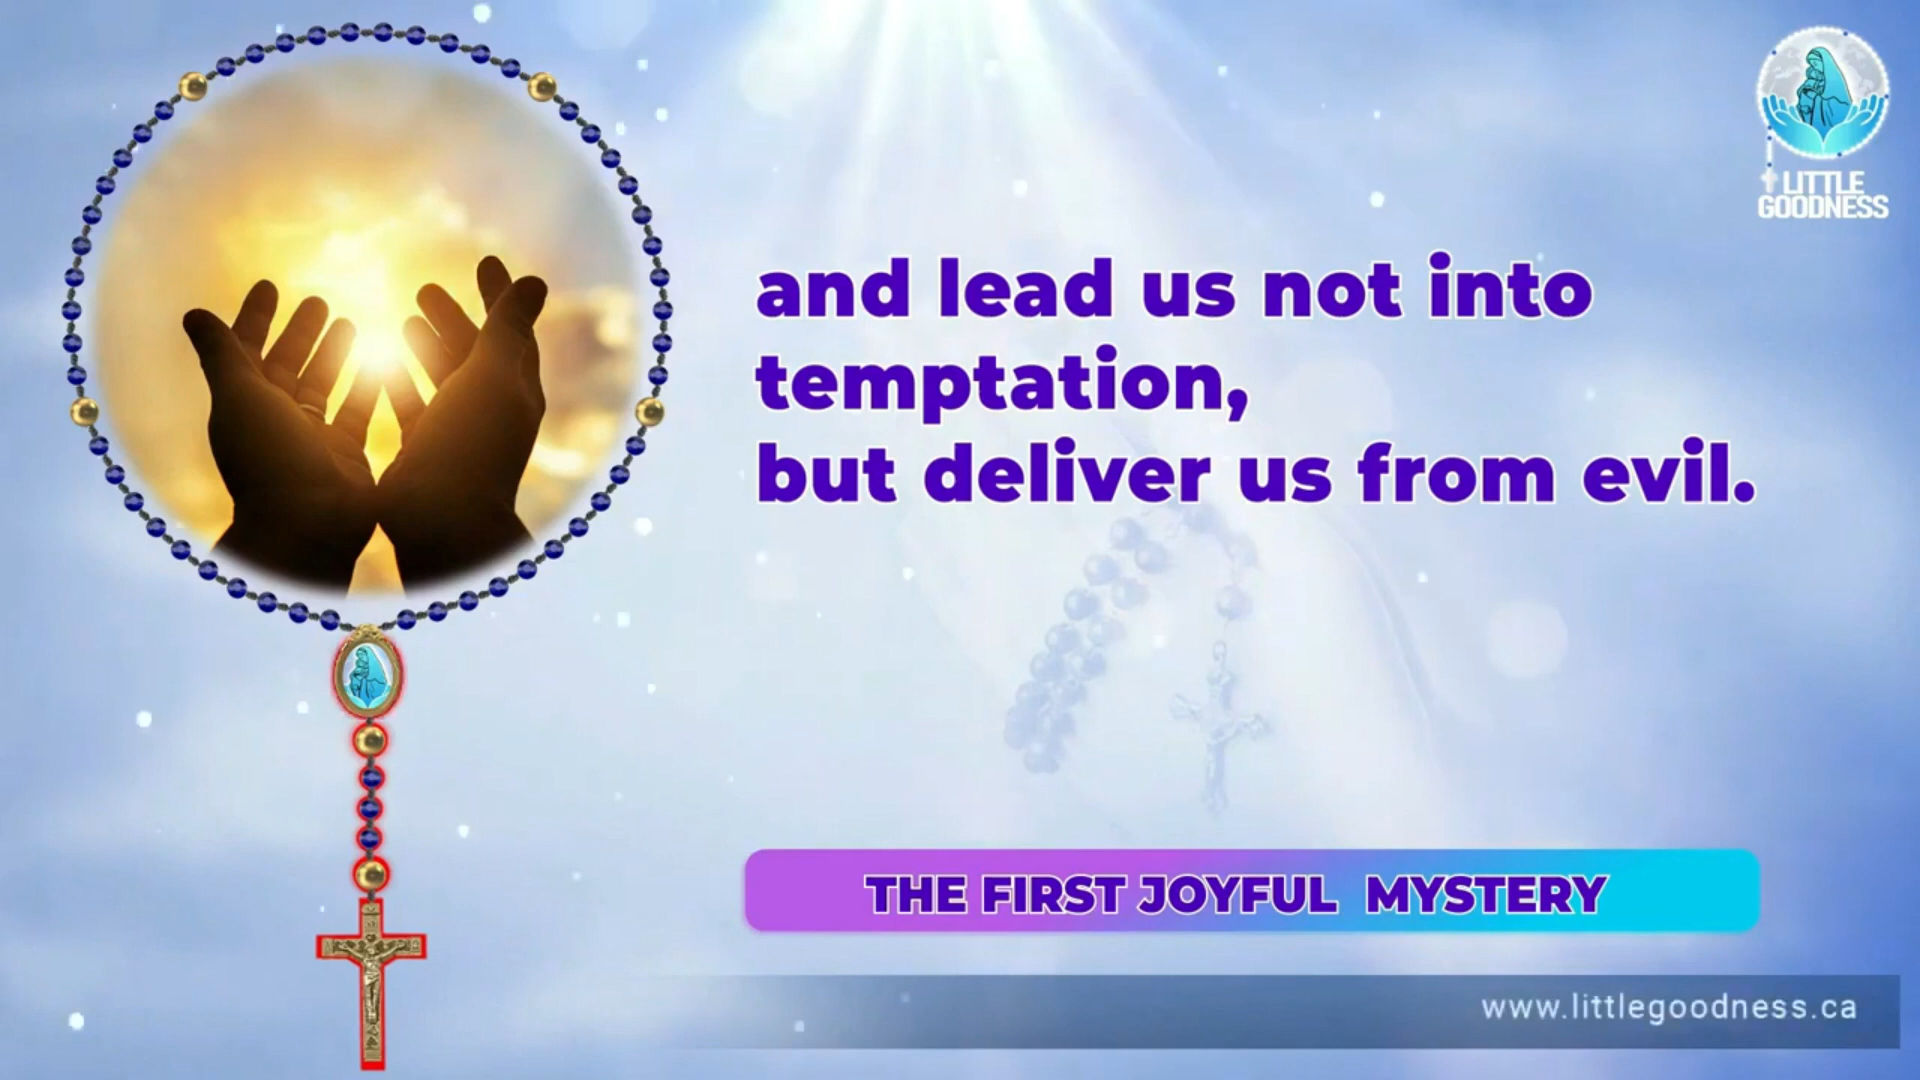 LITTLE
GOODNESS
and lead us not into
temptation,
but deliver us from evil.
THE FIRST JOYFUL MYSTERY
www.littlegoodness.ca